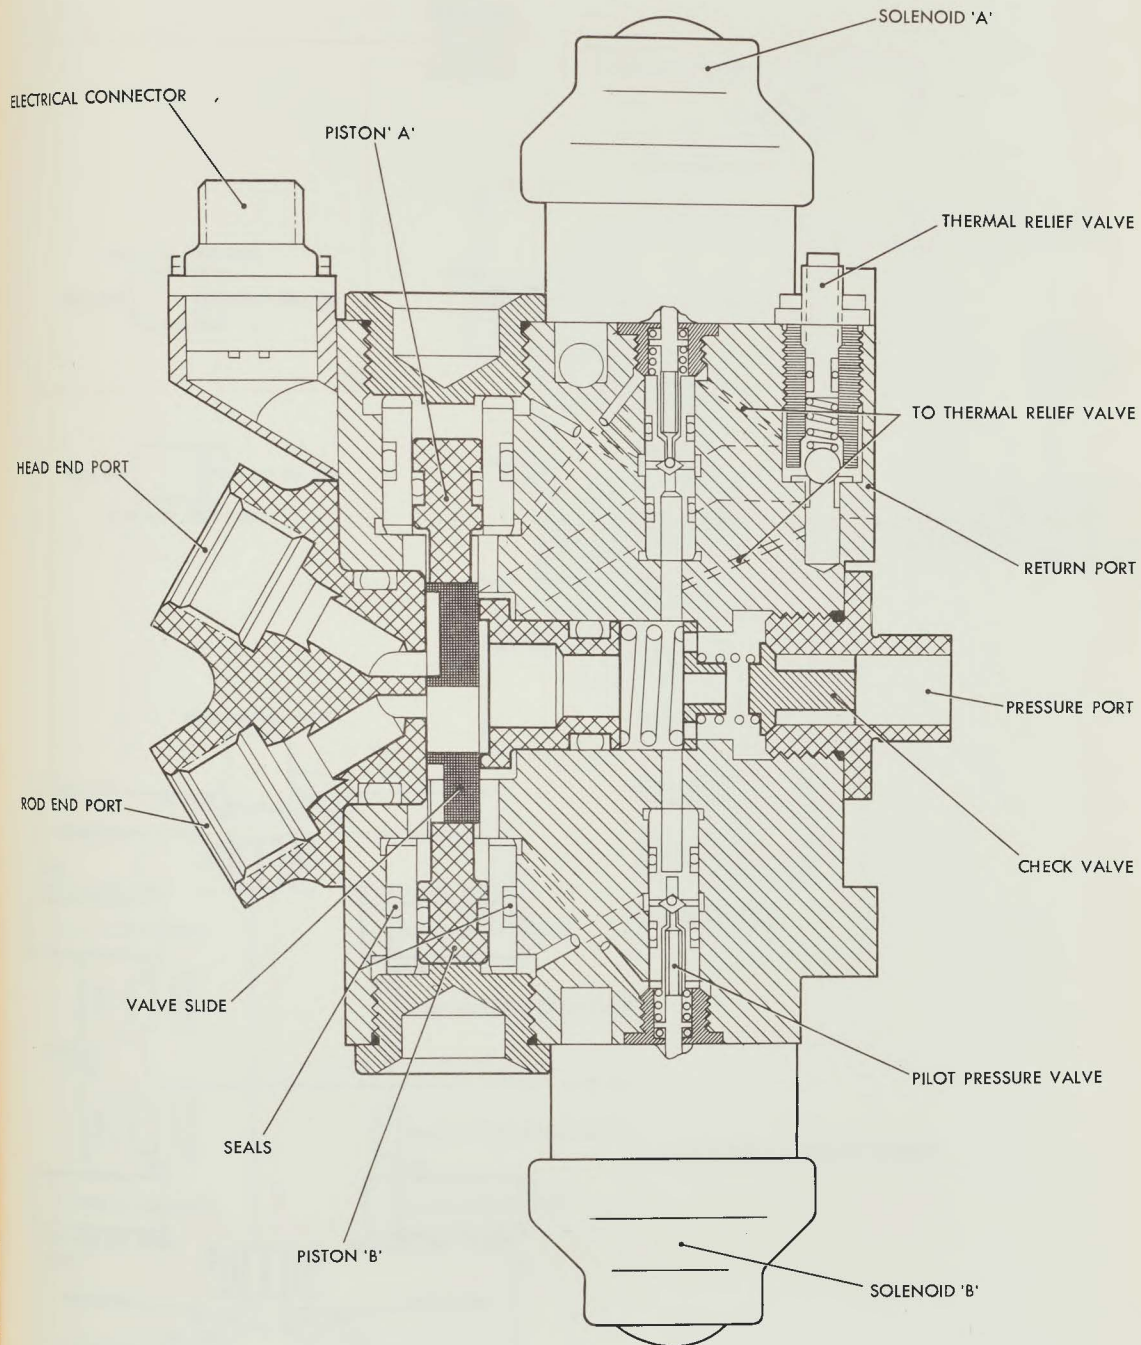 SOLENOID 'A'
ELECTRICAL CONNECTOR
PISTON' A'
THERMAL RELIEF VALVE
TO THERMAL RELIEF VALVE
HEAD END PORT
RETURN PORT
PRESSURE PORT
ROD END PORT
CHECK VALVE
VALVE SLIDE
PILOT PRESSURE VALVE
SEALS
PISTON 'B'
SOLENOID 'B'